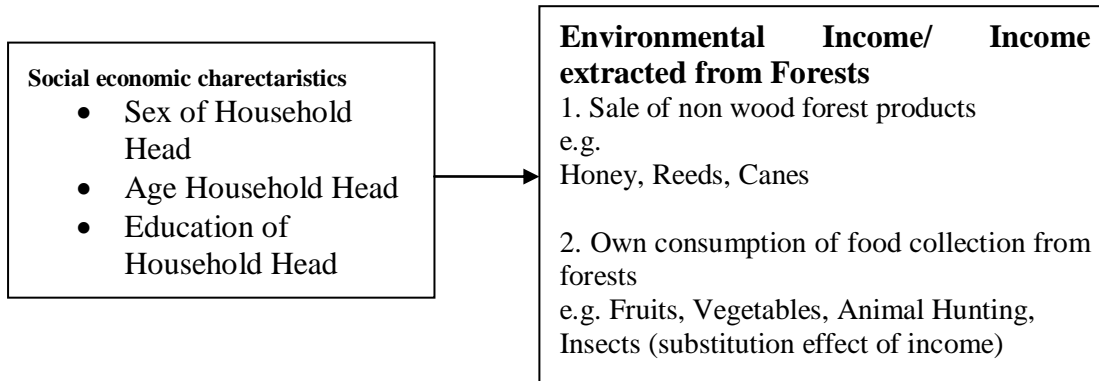 Social economic charectaristics
• Sex of Household
Head
• Age Household Head
• Education of
Household Head
Environmental Income/ Income
extracted from Forests
1. Sale of non wood forest products
e.g.
Honey, Reeds, Canes
2. Own consumption of food collection from
forests
e.g. Fruits, Vegetables, Animal Hunting,
Insects (substitution effect of income)